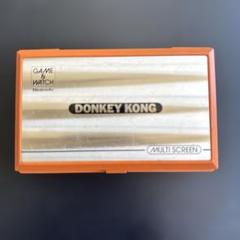 GAME &
WATCH
Nintendo
DONKEY KONG
MULTI SCREEN